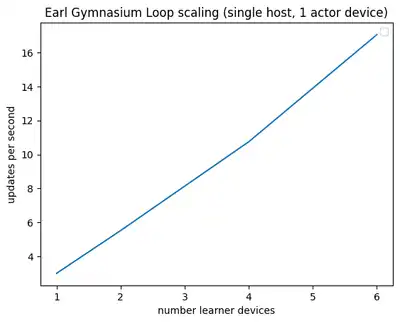 Earl Gymnasium Loop scaling (single host, 1 actor device)
updates per second
16
14
12
10
8
6
4
1 2 3 4 5 6
number learner devices